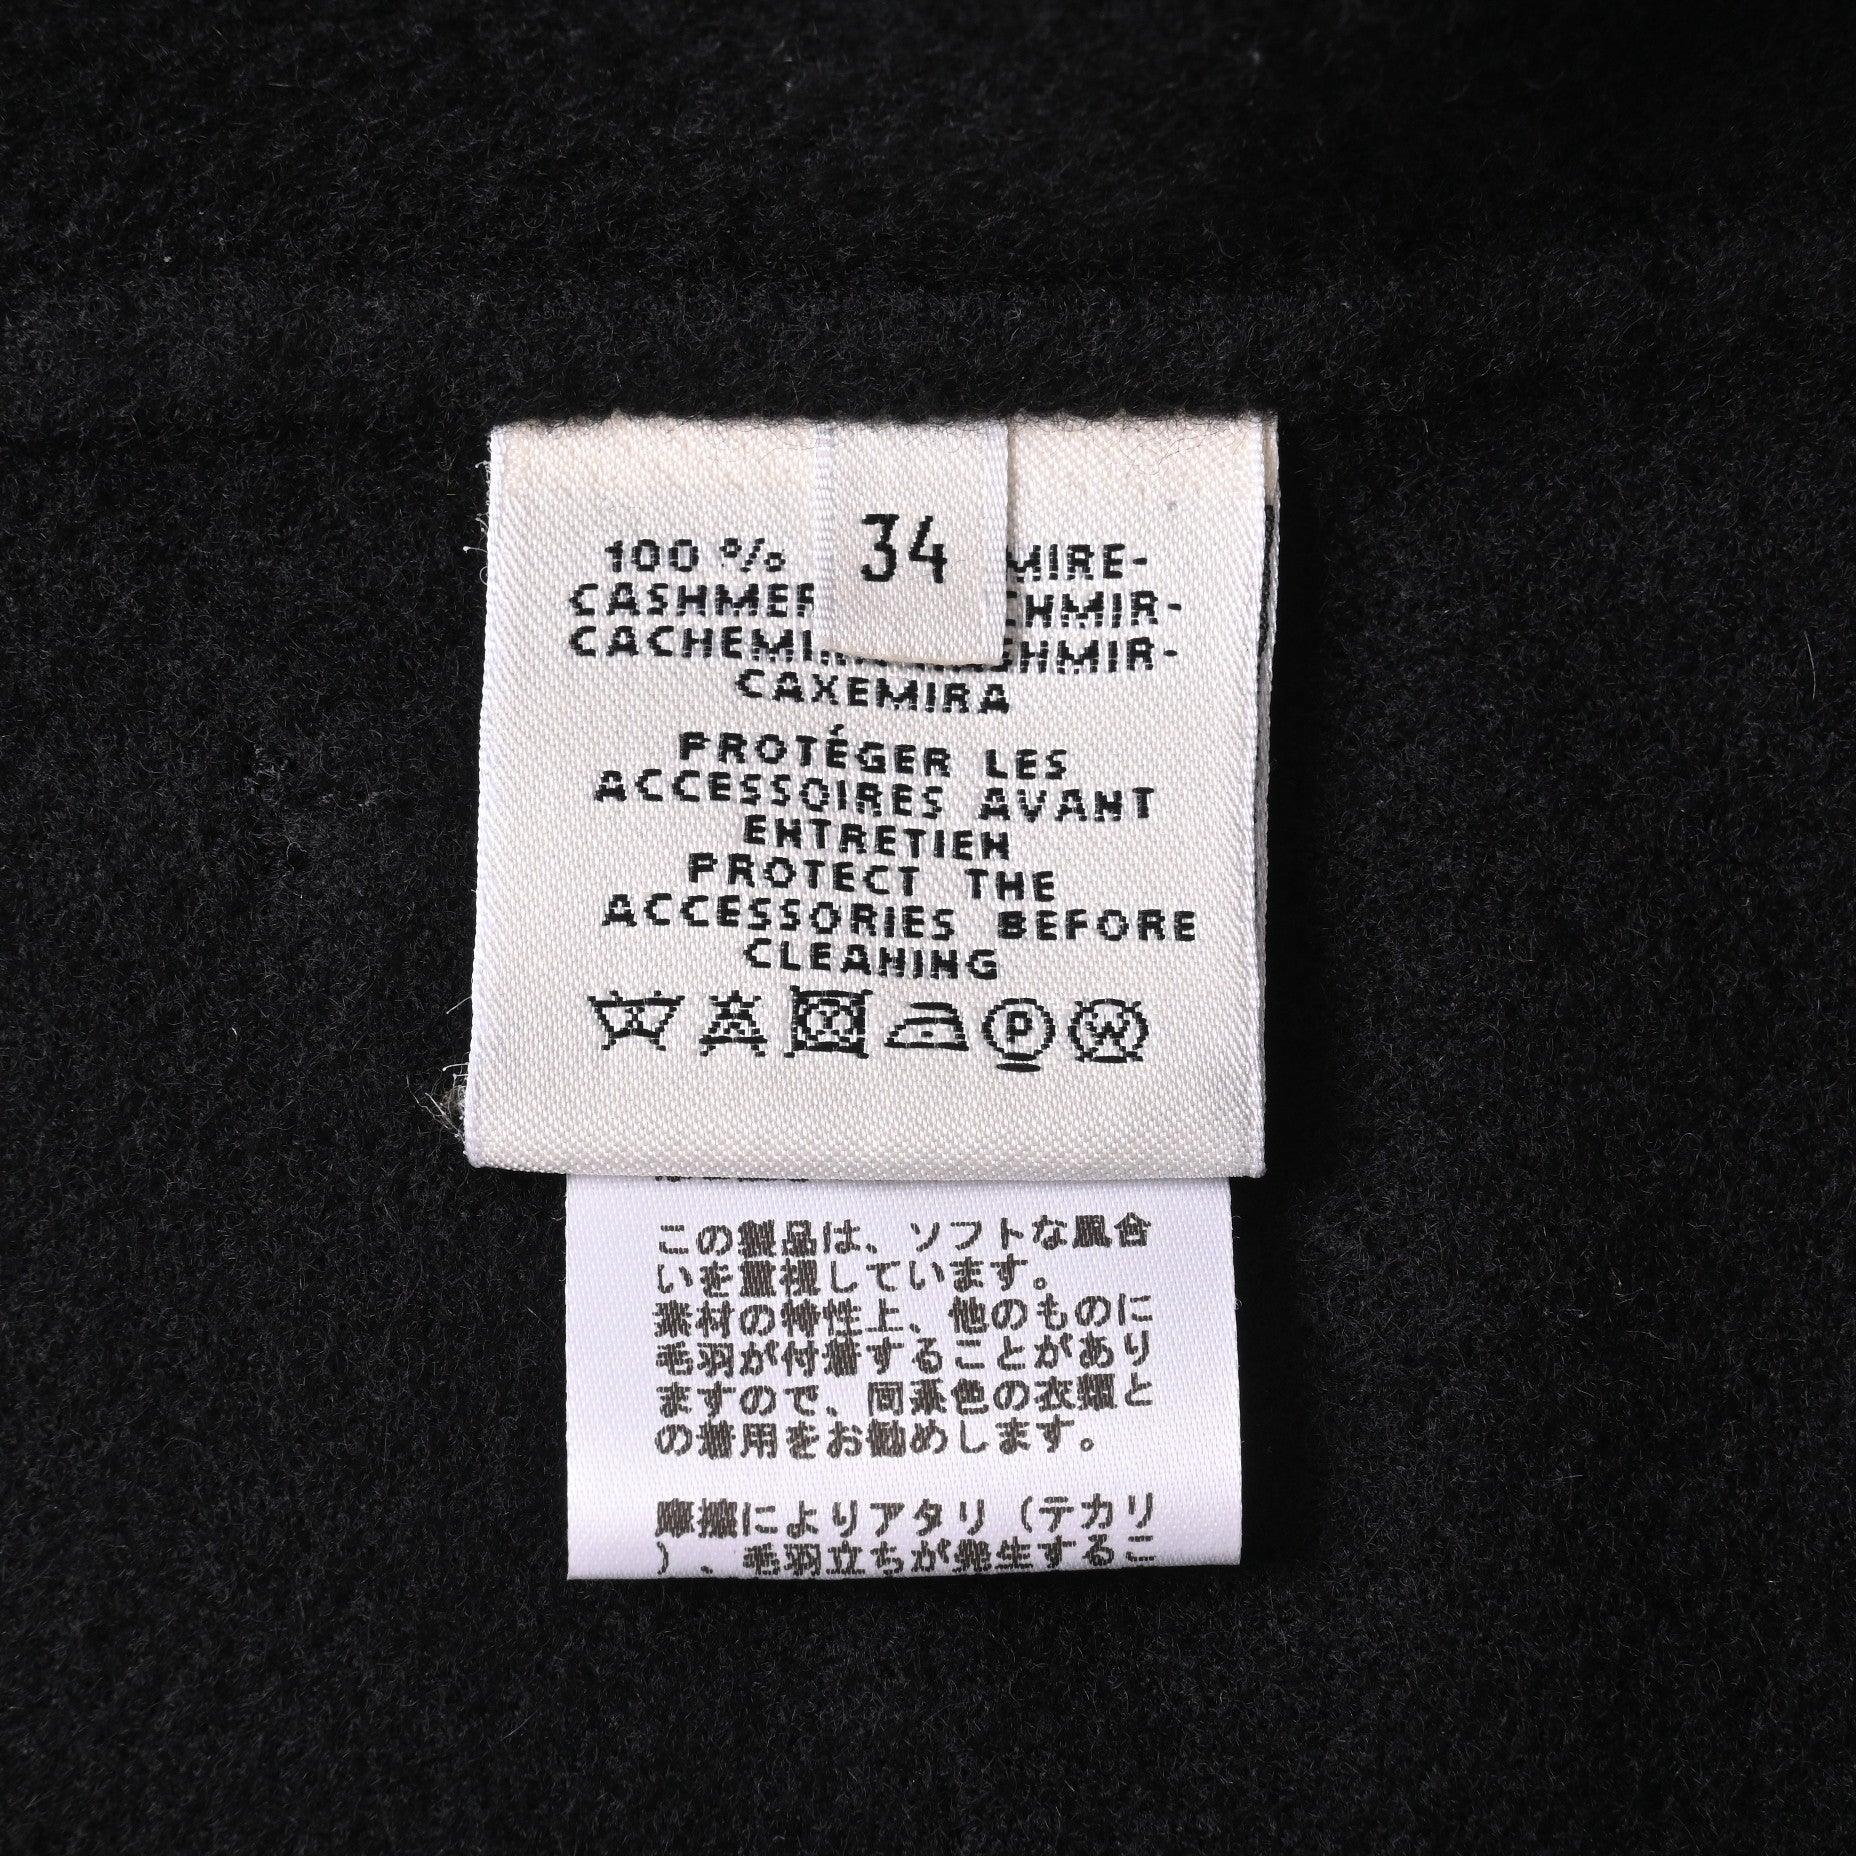 34
100 % MIRE-
CASHMER HMIR-
CACHEMIR HMIR-
CAXEMIRA
PROTÉGER LES
ACCESSOIRES AVANT
ENTRETIEN
PROTECT THE
ACCESSORIES BEFORE
CLEANING
P W
この製品は、ソフトな風合
いを重視しています。
素材の特性上、他のものに
毛羽が付着することがあり
ますので、同系色の衣類と
の着用をお勧めします。
摩擦によりアタリ（テカリ
）、毛羽立ちが発生するこ